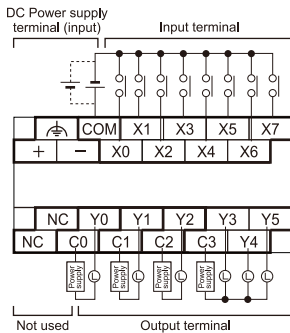 DC Power supply
terminal (input)
Input terminal
COM X1 X3 X5 X7
+ − X0 X2 X4 X6
NC Y0 Y1 Y2 Y3 Y5
NC C0 C1 C2 C3 Y4
Power supply
L
Power supply
L
Power supply
L
Power supply
L
L
L
Not used
Output terminal